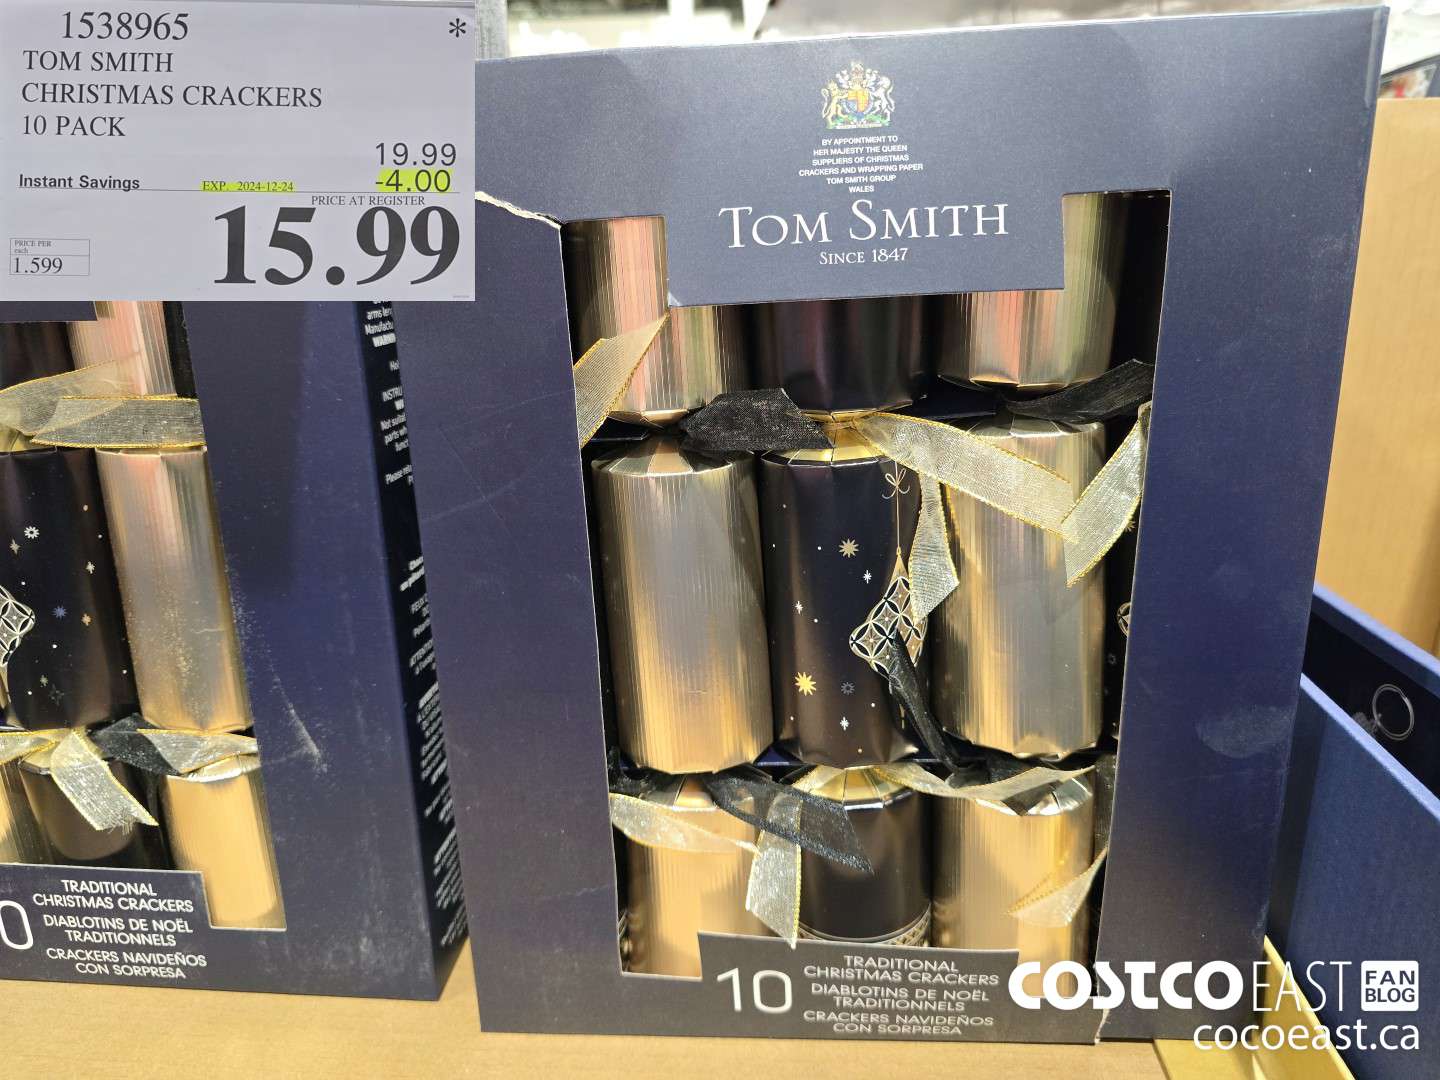 1538965
*
TOM SMITH
CHRISTMAS CRACKERS
10 PACK
19.99
Instant Savings EXP. 2024-12-24 -4.00
PRICE AT REGISTER
15.99
PRICE PER
each
1.599
BY APPOINTMENT TO
HER MAJESTY THE QUEEN
SUPPLIERS OF CHRISTMAS
CRACKERS AND WRAPPING PAPER
TOM SMITH GROUP
WALES
TOM SMITH
SINCE 1847
TRADITIONAL
CHRISTMAS CRACKERS
0
DIABLOTINS DE NOËL
TRADITIONNELS
CRACKERS NAVIDEÑOS
CON SORPRESA
10
TRADITIONAL
CHRISTMAS CRACKERS
DIABLOTINS DE NOËL
TRADITIONNELS
CRACKERS NAVIDEÑOS
CON SORPRESA
COSTCO EAST FAN BLOG
cocoeast.ca